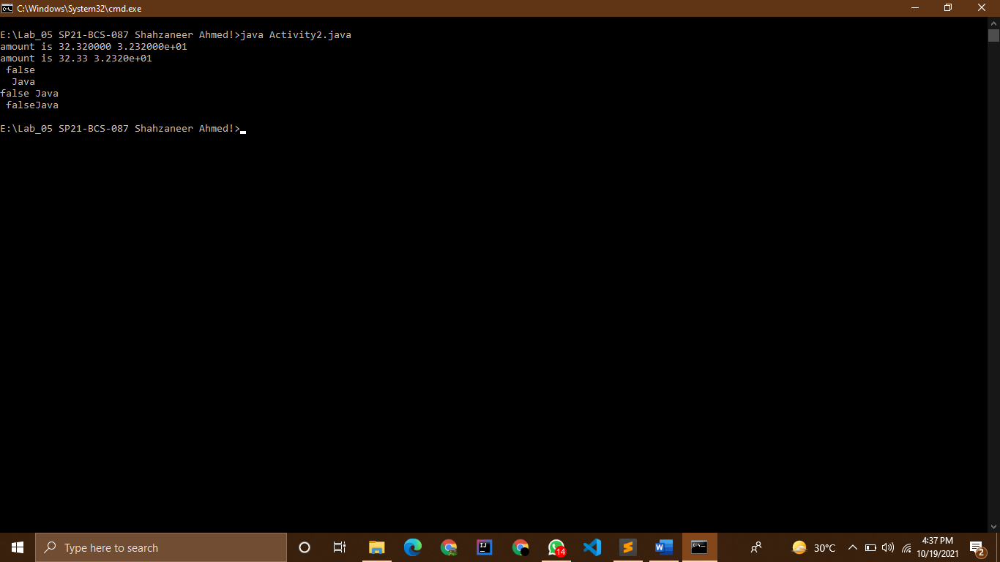 C:\Windows\System32\cmd.exe
E:\Lab_05 SP21-BCS-087 Shahzaneer Ahmed!>java Activity2.java
amount is 32.320000 3.232000e+01
amount is 32.33 3.2320e+01
 false
  Java
false Java
 falseJava
E:\Lab_05 SP21-BCS-087 Shahzaneer Ahmed!>
Type here to search
14
30°C
4:37 PM
10/19/2021
2